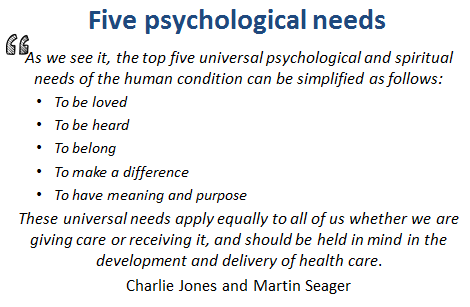 Five psychological needs
“As we see it, the top five universal psychological and spiritual
needs of the human condition can be simplified as follows:
• To be loved
• To be heard
• To belong
• To make a difference
• To have meaning and purpose
These universal needs apply equally to all of us whether we are
giving care or receiving it, and should be held in mind in the
development and delivery of health care.
Charlie Jones and Martin Seager